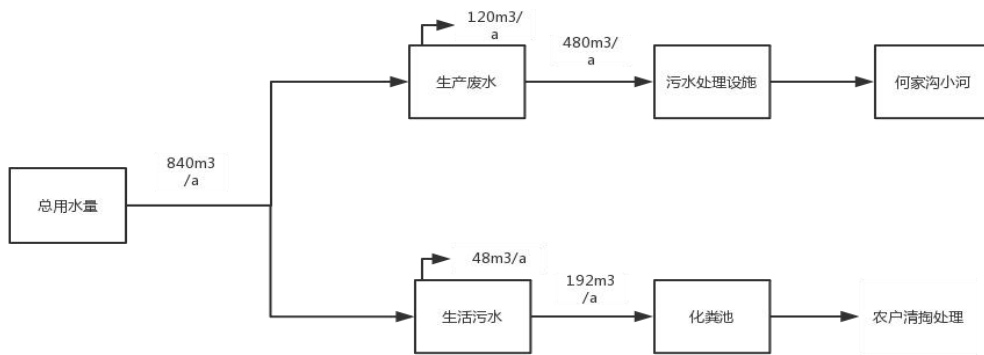 120m3/
a
480m3/
a
生产废水
污水处理设施
何家沟小河
840m3
/a
总用水量
48m3/a
192m3
/a
生活污水
化粪池
农户清掏处理